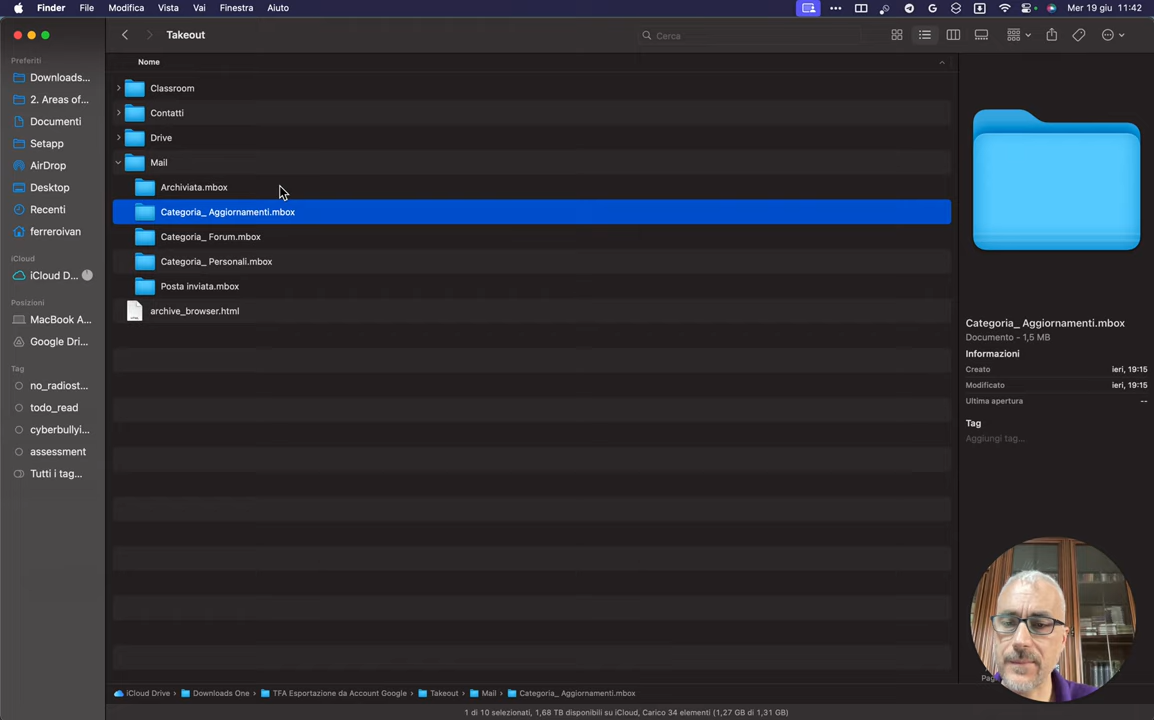 Finder File Modifica Vista Vai Finestra Aiuto Mer 19 giu 11:42
Takeout
Cerca
Preferiti
Downloads...
2. Areas of...
Documenti
Setapp
AirDrop
Desktop
Recenti
ferreroivan
iCloud
iCloud D...
Posizioni
MacBook A...
Google Dri...
Tag
no_radiost...
todo_read
cyberbullyi...
assessment
Tutti i tag...
Nome
Classroom
Contatti
Drive
Mail
Archiviata.mbox
Categoria_ Aggiornamenti.mbox
Categoria_ Forum.mbox
Categoria_ Personali.mbox
Posta inviata.mbox
archive_browser.html
Categoria_ Aggiornamenti.mbox
Documento - 1,5 MB
Informazioni
Creato ieri, 19:15
Modificato ieri, 19:15
Ultima apertura --
Tag
Aggiungi tag...
iCloud Drive › Downloads One › TFA Esportazione da Account Google › Takeout › Mail › Categoria_ Aggiornamenti.mbox
1 di 10 selezionati, 1,68 TB disponibili su iCloud, Carico 34 elementi (1,27 GB di 1,31 GB)